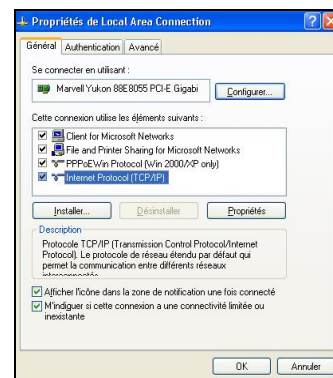 Propriétés de Local Area Connection
Général Authentication Avancé
Se connecter en utilisant :
Marvell Yukon 88E8055 PCI-E Gigabi Configurer...
Cette connexion utilise les éléments suivants :
Client for Microsoft Networks
File and Printer Sharing for Microsoft Networks
PPPoEWin Protocol (Win 2000/XP only)
Internet Protocol (TCP/IP)
Installer... Désinstaller Propriétés
Description
Protocole TCP/IP (Transmission Control Protocol/Internet
Protocol). Le protocole de réseau étendu par défaut qui
permet la communication entre différents réseaux
Afficher l'icône dans la zone de notification une fois connecté
M'indiquer si cette connexion a une connectivité limitée ou
inexistante
OK Annuler